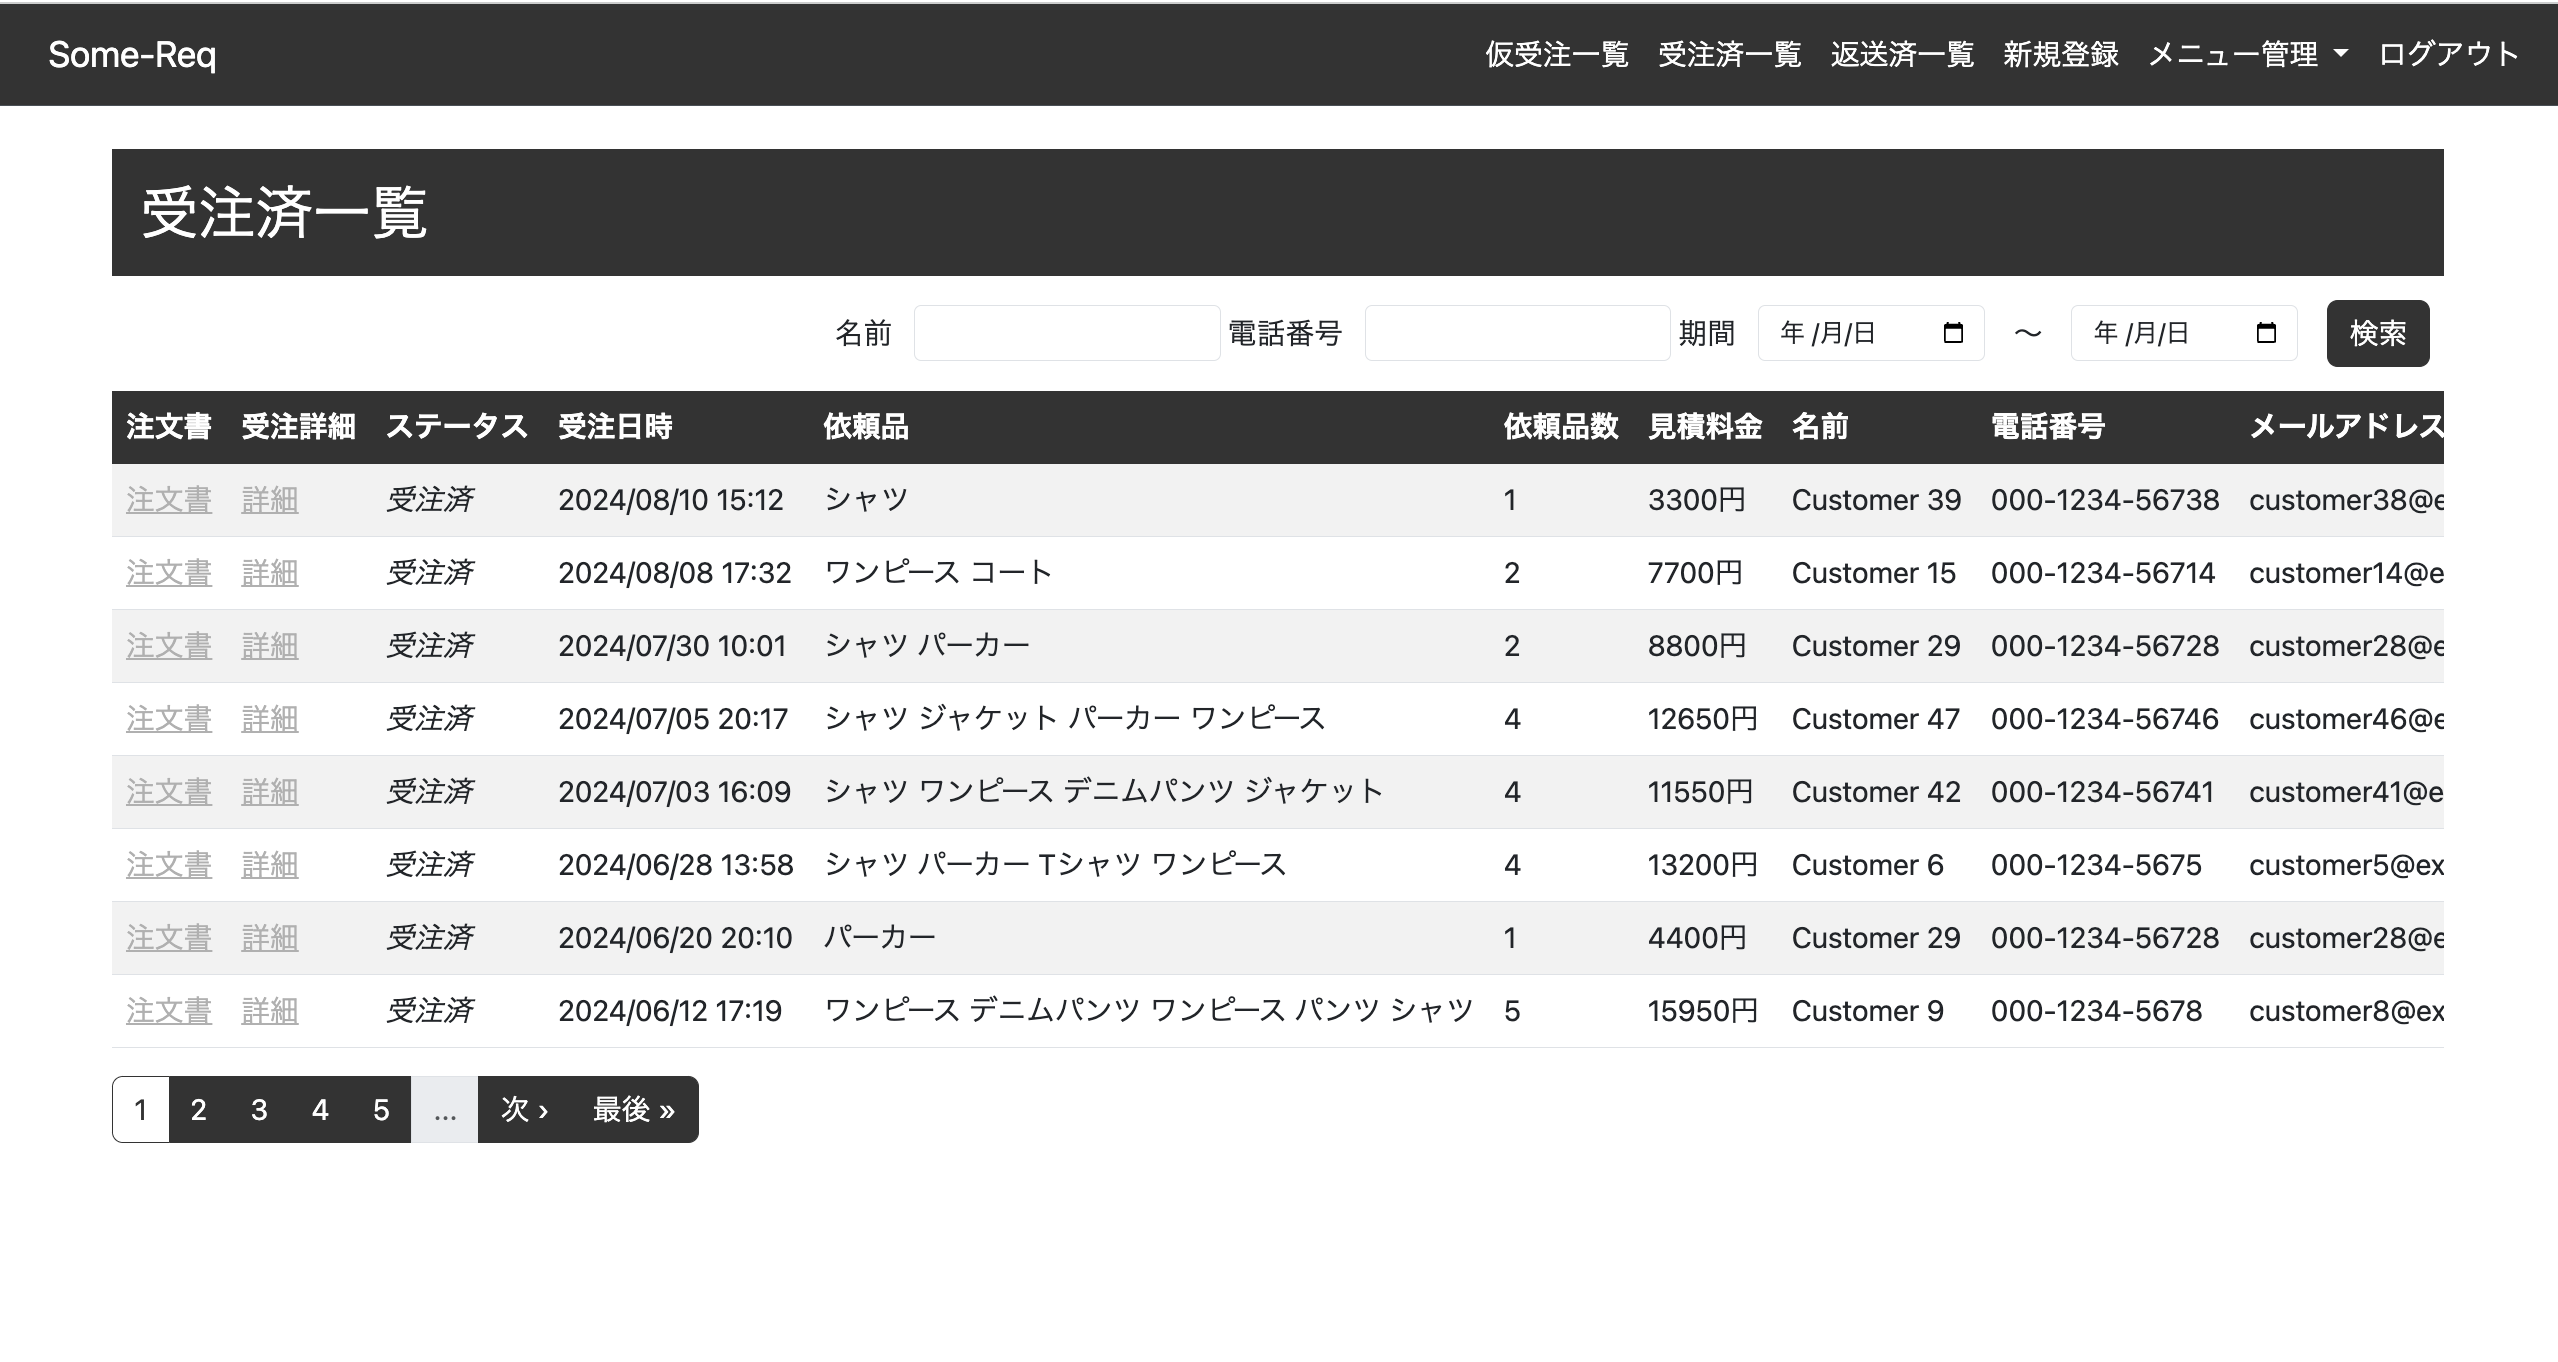 Some-Req 仮受注一覧 受注済一覧 返送済一覧 新規登録 メニュー管理 ログアウト
受注済一覧
名前 電話番号 期間 年 /月/日 〜 年 /月/日 検索
注文書 受注詳細 ステータス 受注日時 依頼品 依頼品数 見積料金 名前 電話番号 メールアドレス
注文書 詳細 受注済 2024/08/10 15:12 シャツ 1 3300円 Customer 39 000-1234-56738 customer38@e
注文書 詳細 受注済 2024/08/08 17:32 ワンピース コート 2 7700円 Customer 15 000-1234-56714 customer14@e
注文書 詳細 受注済 2024/07/30 10:01 シャツ パーカー 2 8800円 Customer 29 000-1234-56728 customer28@e
注文書 詳細 受注済 2024/07/05 20:17 シャツ ジャケット パーカー ワンピース 4 12650円 Customer 47 000-1234-56746 customer46@e
注文書 詳細 受注済 2024/07/03 16:09 シャツ ワンピース デニムパンツ ジャケット 4 11550円 Customer 42 000-1234-56741 customer41@e
注文書 詳細 受注済 2024/06/28 13:58 シャツ パーカー Tシャツ ワンピース 4 13200円 Customer 6 000-1234-5675 customer5@ex
注文書 詳細 受注済 2024/06/20 20:10 パーカー 1 4400円 Customer 29 000-1234-56728 customer28@e
注文書 詳細 受注済 2024/06/12 17:19 ワンピース デニムパンツ ワンピース パンツ シャツ 5 15950円 Customer 9 000-1234-5678 customer8@ex
1 2 3 4 5 ... 次 › 最後 »